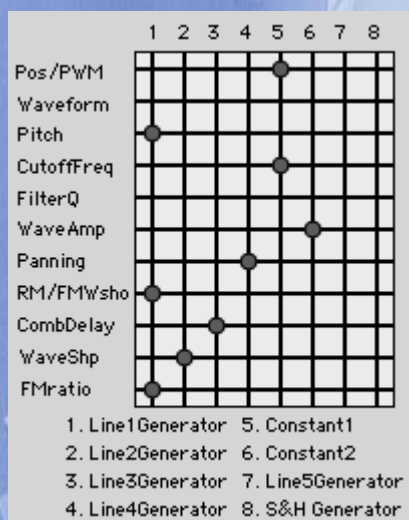 1 2 3 4 5 6 7 8
Pos/PWM
Waveform
Pitch
CutoffFreq
FilterQ
WaveAmp
Panning
RM/FMWsho
CombDelay
WaveShp
FMratio
1. Line1Generator 5. Constant1
2. Line2Generator 6. Constant2
3. Line3Generator 7. Line5Generator
4. Line4Generator 8. S&H Generator